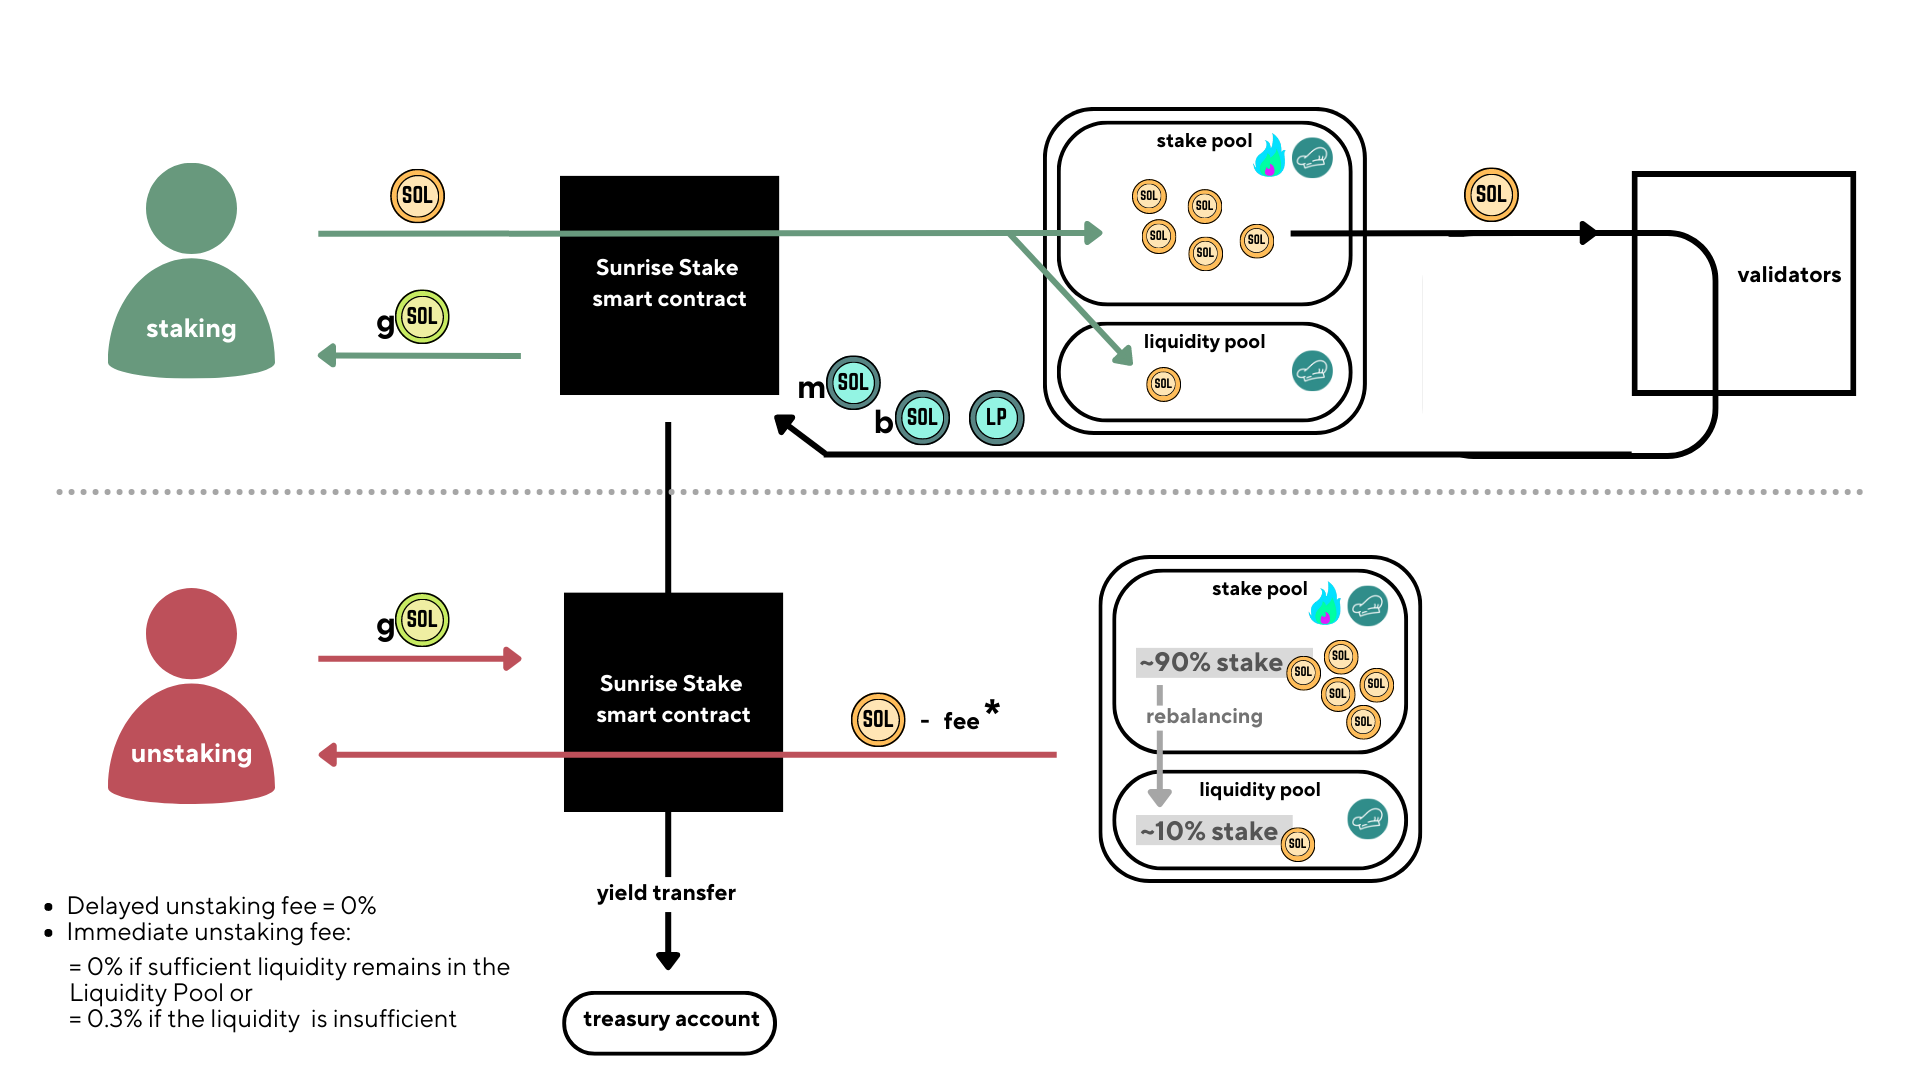 stake pool
SOL
SOL
SOL
SOL
SOL
SOL
SOL
Sunrise Stake
smart contract
validators
staking
g SOL
liquidity pool
SOL
m SOL
b SOL
LP
stake pool
g SOL
~90% stake
SOL
SOL
SOL
SOL
SOL
Sunrise Stake
smart contract
rebalancing
SOL - fee *
unstaking
liquidity pool
~10% stake
SOL
yield transfer
• Delayed unstaking fee = 0%
• Immediate unstaking fee:
= 0% if sufficient liquidity remains in the
Liquidity Pool or
= 0.3% if the liquidity is insufficient
treasury account